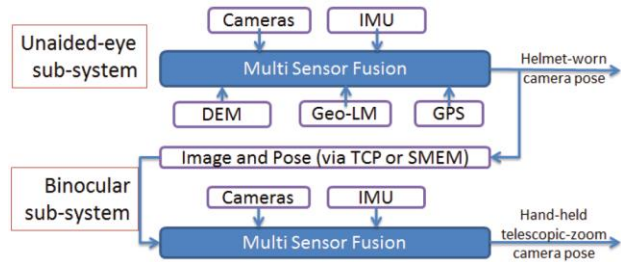 Cameras
IMU
Unaided-eye
sub-system
Multi Sensor Fusion
Helmet-worn
camera pose
DEM
Geo-LM
GPS
Image and Pose (via TCP or SMEM)
Binocular
sub-system
Cameras
IMU
Multi Sensor Fusion
Hand-held
telescopic-zoom
camera pose